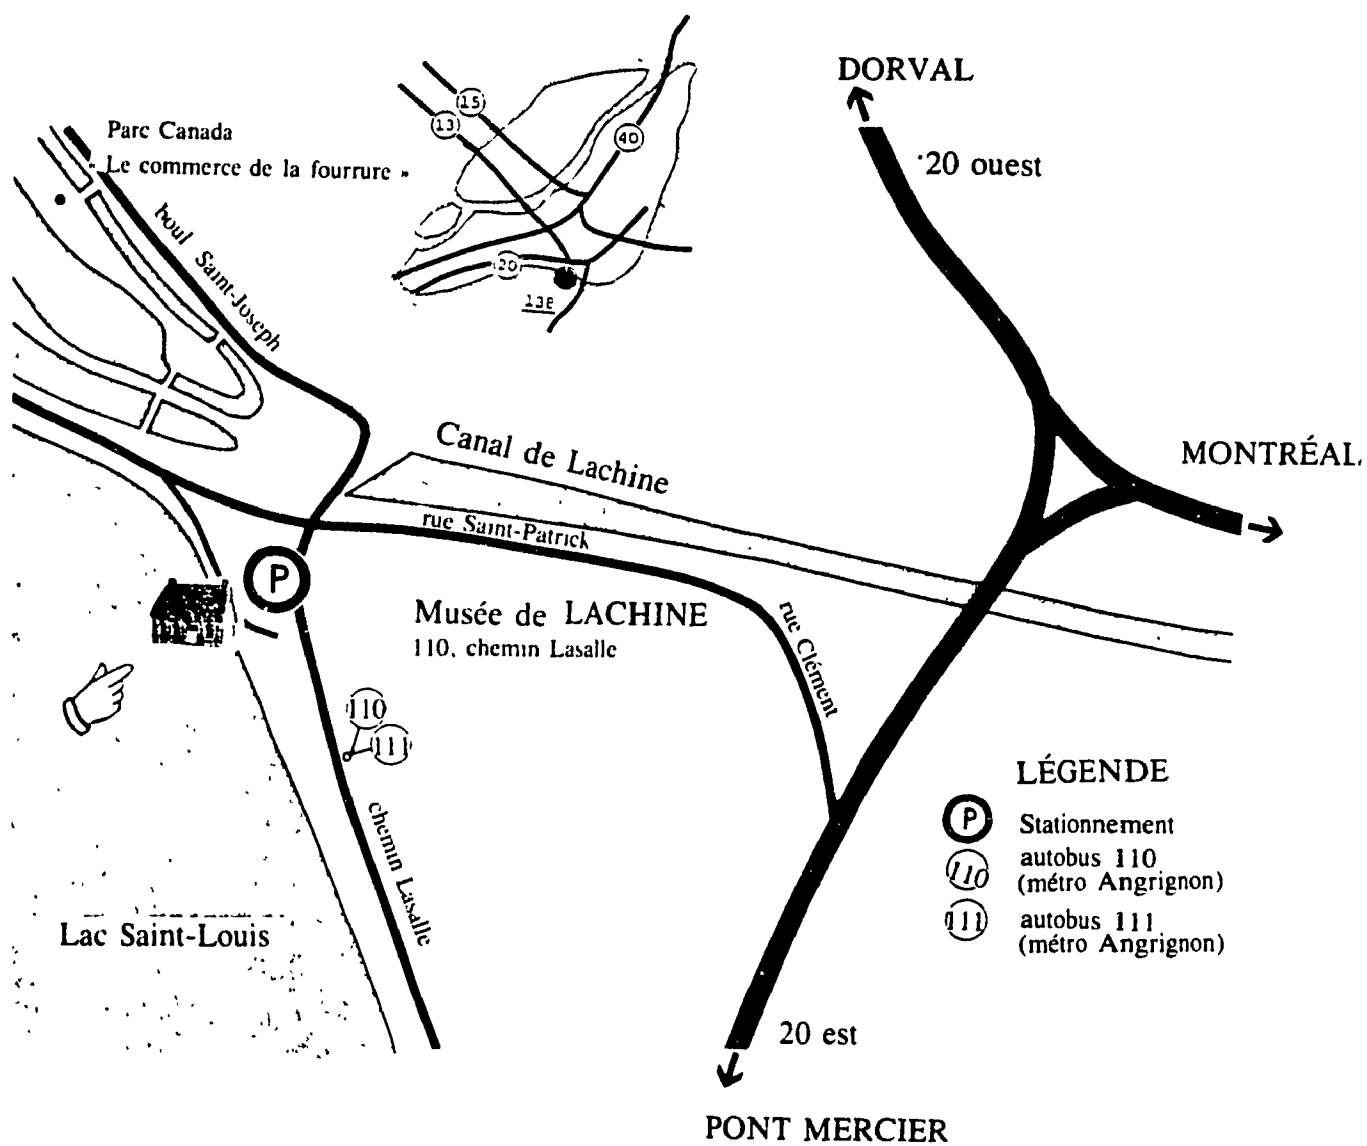 DORVAL
15
13
40
Parc Canada
« Le commerce de la fourrure »
20 ouest
boul Saint-Joseph
20
138
MONTRÉAL
Canal de Lachine
rue Saint-Patrick
P
Musée de LACHINE
110, chemin Lasalle
rue Clément
110
111
LÉGENDE
P Stationnement
110 autobus 110
(métro Angrignon)
111 autobus 111
(métro Angrignon)
chemin Lasalle
Lac Saint-Louis
20 est
PONT MERCIER